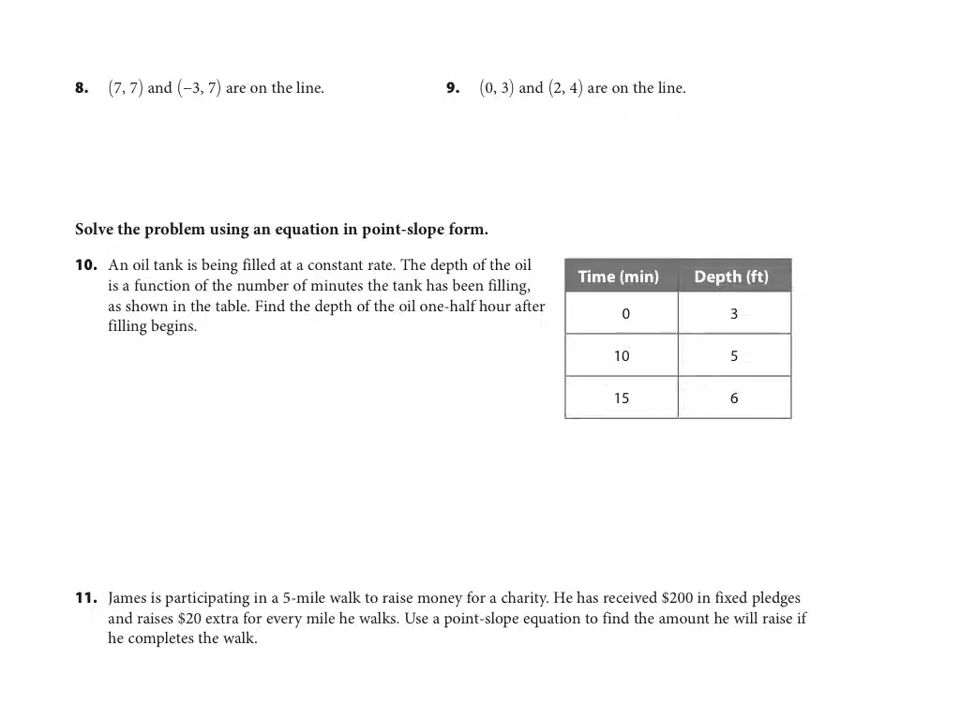 8. (7, 7) and (−3, 7) are on the line.
9. (0, 3) and (2, 4) are on the line.
Solve the problem using an equation in point-slope form.
10. An oil tank is being filled at a constant rate. The depth of the oil
is a function of the number of minutes the tank has been filling,
as shown in the table. Find the depth of the oil one-half hour after
filling begins.
Time (min) Depth (ft)
0 3
10 5
15 6
11. James is participating in a 5-mile walk to raise money for a charity. He has received $200 in fixed pledges
and raises $20 extra for every mile he walks. Use a point-slope equation to find the amount he will raise if
he completes the walk.